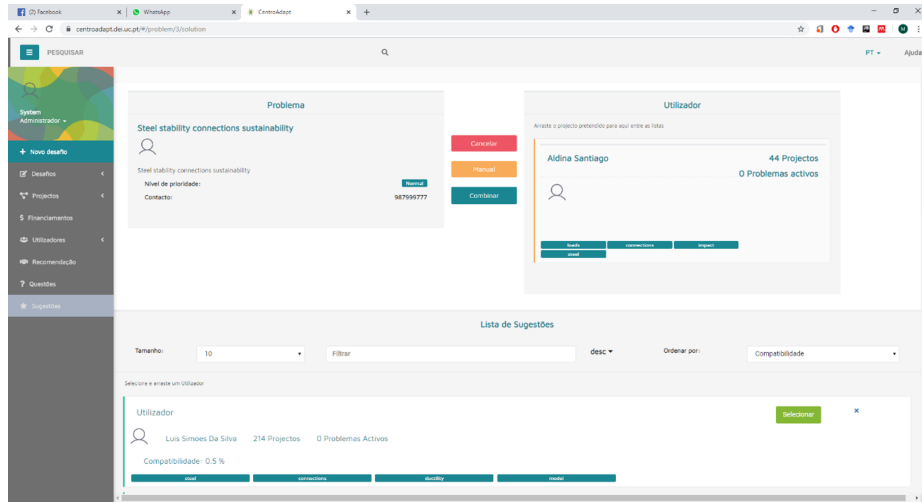 (2) Facebook
WhatsApp
CentroAdapt
centroadapt.dei.uc.pt/#/problem/3/solution
PESQUISAR
PT
Ajuda
System
Administrador
+ Novo desafio
Desafios
Projectos
$ Financiamentos
Utilizadores
Recomendação
? Questões
Sugestões
Problema
Steel stability connections sustainability
Steel stability connections sustainability
Nível de prioridade: Normal
Contacto: 987999777
Cancelar
Manual
Combinar
Utilizador
Arraste o projecto pretendido para aqui entre as listas
Aldina Santiago
44 Projectos
0 Problemas activos
loads connections impact
steel
Lista de Sugestões
Tamanho: 10 Filtrar desc Ordenar por: Compatibilidade
Selecione e arraste um Utilizador
Utilizador
Selecionar
x
Luis Simoes Da Silva 214 Projectos 0 Problemas Activos
Compatibilidade: 0.5 %
steel connections ductility model